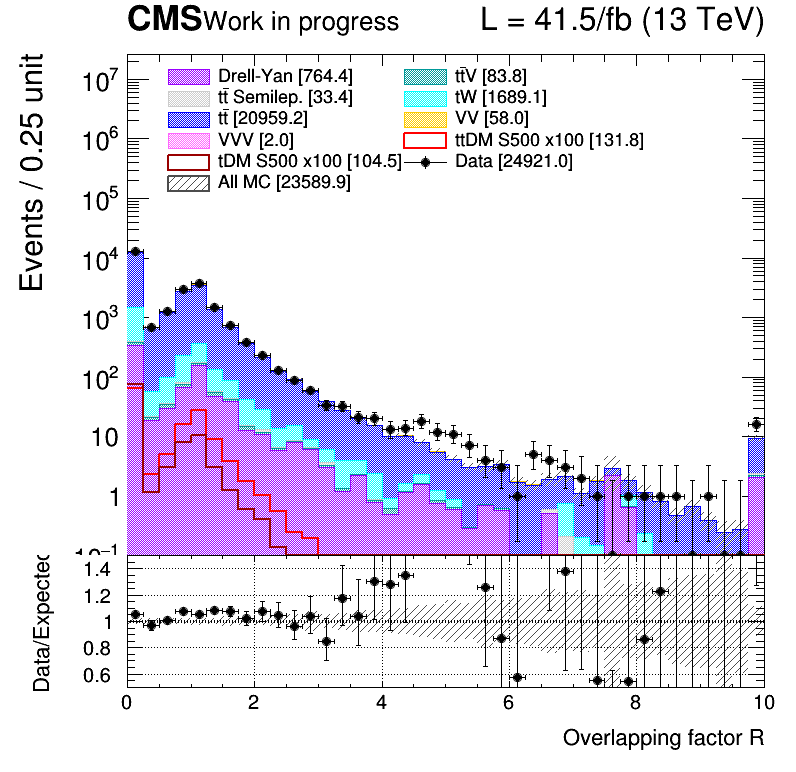 CMS Work in progress L = 41.5/fb (13 TeV)
Events / 0.25 unit
Drell-Yan [764.4] tt̄V [83.8]
tt̄ Semilep. [33.4] tW [1689.1]
tt̄ [20959.2] VV [58.0]
VVV [2.0] ttDM S500 x100 [131.8]
tDM S500 x100 [104.5] Data [24921.0]
All MC [23589.9]
10⁷
10⁶
10⁵
10⁴
10³
10²
10
1
10⁻¹
Data/Expected
1.4
1.2
1
0.8
0.6
0 2 4 6 8 10
Overlapping factor R